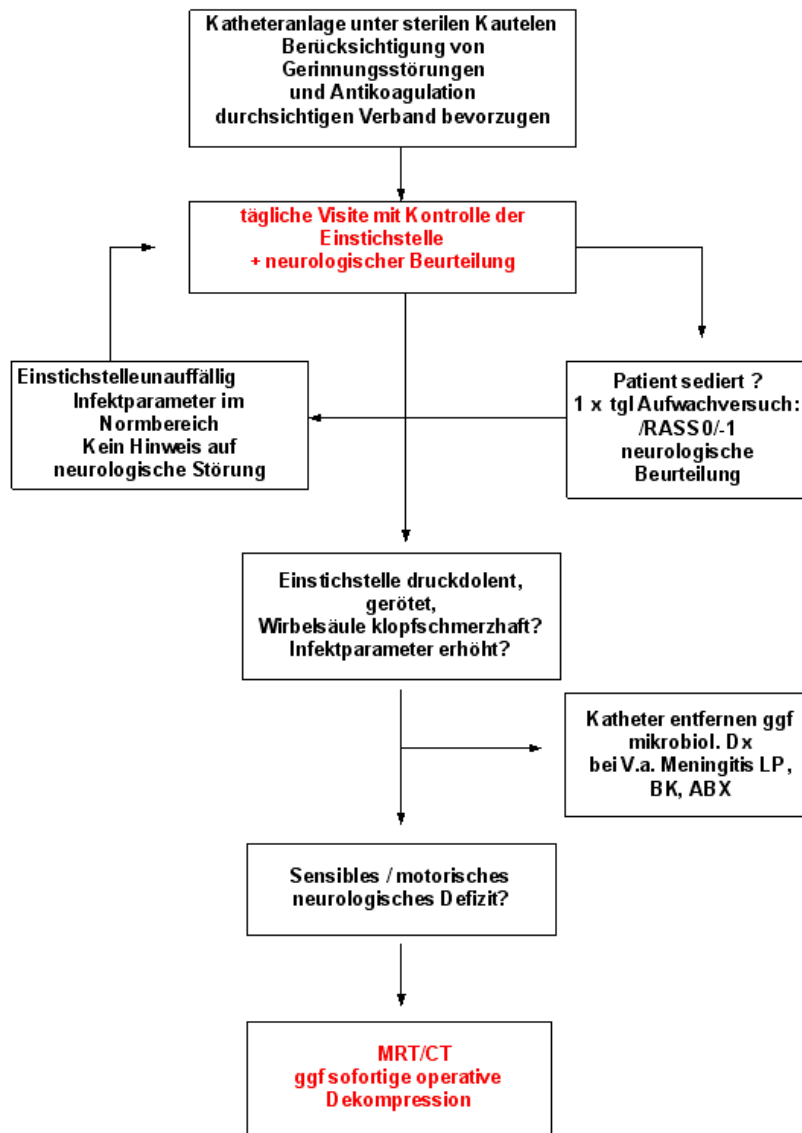 Katheteranlage unter sterilen Kautelen
Berücksichtigung von
Gerinnungsstörungen
und Antikoagulation
durchsichtigen Verband bevorzugen
tägliche Visite mit Kontrolle der
Einstichstelle
+ neurologischer Beurteilung
Einstichstelleunauffällig
Infektparameter im
Normbereich
Kein Hinweis auf
neurologische Störung
Patient sediert ?
1 x tgl Aufwachversuch:
/RASS 0/-1
neurologische
Beurteilung
Einstichstelle druckdolent,
gerötet,
Wirbelsäule klopfschmerzhaft?
Infektparameter erhöht?
Katheter entfernen ggf
mikrobiol. Dx
bei V.a. Meningitis LP,
BK, ABX
Sensibles / motorisches
neurologisches Defizit?
MRT/CT
ggf sofortige operative
Dekompression